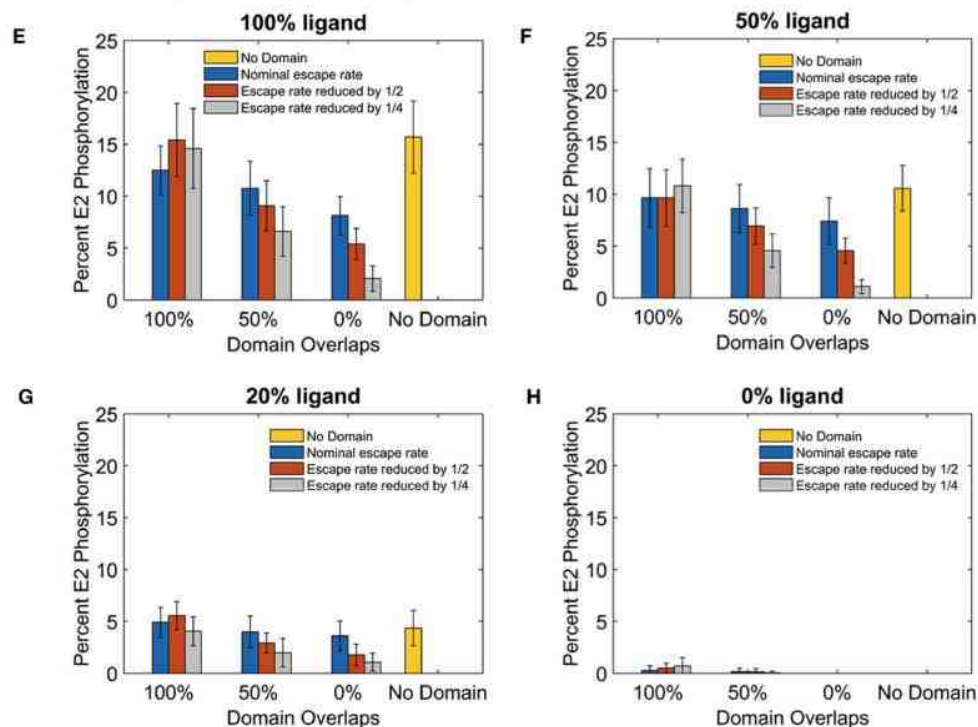 E
100% ligand
Percent E2 Phosphorylation
25
20
15
10
5
0
No Domain
Nominal escape rate
Escape rate reduced by 1/2
Escape rate reduced by 1/4
100% 50% 0% No Domain
Domain Overlaps
F
50% ligand
Percent E2 Phosphorylation
25
20
15
10
5
0
No Domain
Nominal escape rate
Escape rate reduced by 1/2
Escape rate reduced by 1/4
100% 50% 0% No Domain
Domain Overlaps
G
20% ligand
Percent E2 Phosphorylation
25
20
15
10
5
0
No Domain
Nominal escape rate
Escape rate reduced by 1/2
Escape rate reduced by 1/4
100% 50% 0% No Domain
Domain Overlaps
H
0% ligand
Percent E2 Phosphorylation
25
20
15
10
5
0
No Domain
Nominal escape rate
Escape rate reduced by 1/2
Escape rate reduced by 1/4
100% 50% 0% No Domain
Domain Overlaps